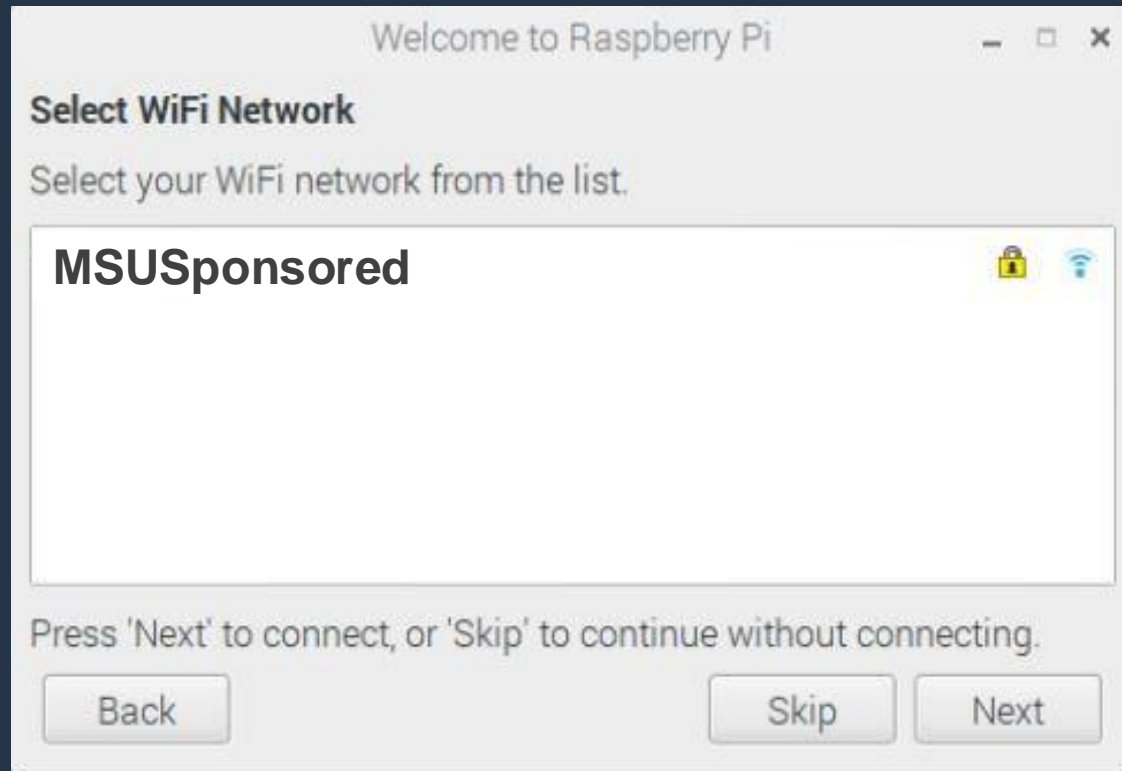 Welcome to Raspberry Pi
Select WiFi Network
Select your WiFi network from the list.
MSUSponsored
Press 'Next' to connect, or 'Skip' to continue without connecting.
Back Skip Next